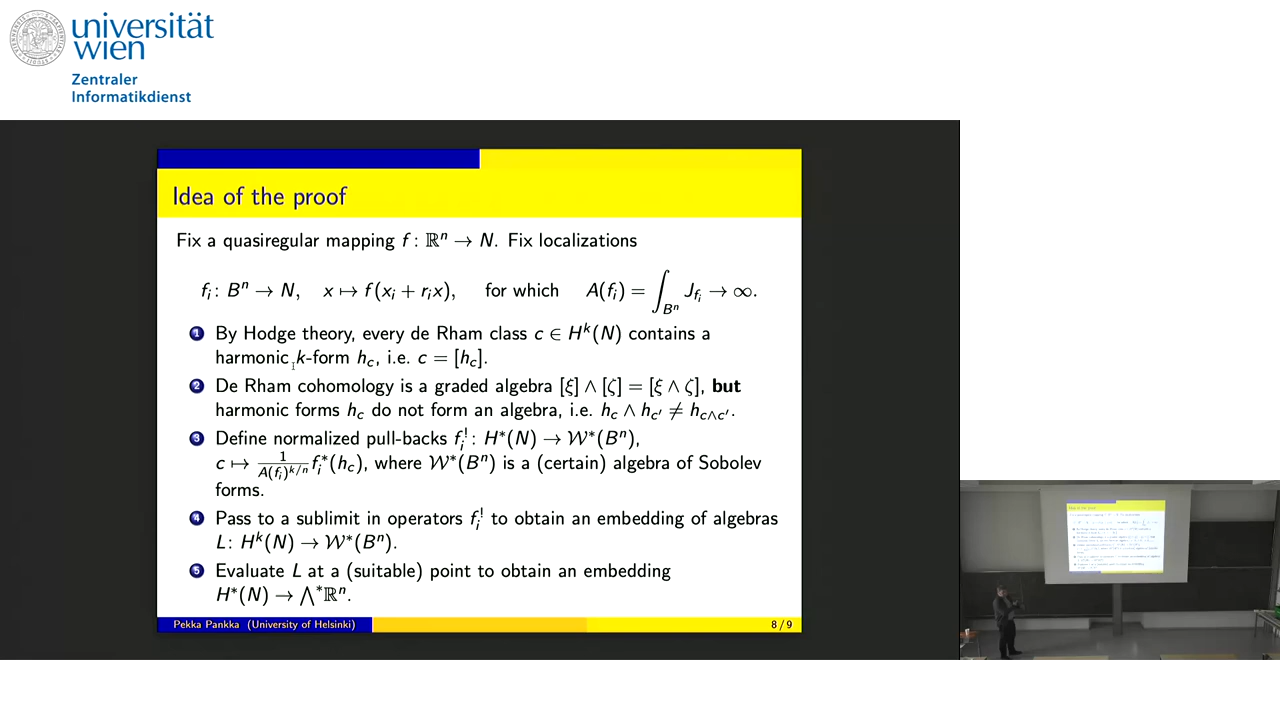 universität
wien
Zentraler
Informatikdienst
Idea of the proof
Fix a quasiregular mapping f : ℝⁿ → N. Fix localizations
fᵢ : Bⁿ → N, x ↦ f(xᵢ + rᵢx), for which A(fᵢ) = ∫_{Bⁿ} J_{fᵢ} → ∞.
1 By Hodge theory, every de Rham class c ∈ Hᵏ(N) contains a
harmonic k-form h_c, i.e. c = [h_c].
2 De Rham cohomology is a graded algebra [ξ] ∧ [ζ] = [ξ ∧ ζ], but
harmonic forms h_c do not form an algebra, i.e. h_c ∧ h_{c′} ≠ h_{c∧c′}.
3 Define normalized pull-backs fᵢ^! : H*(N) → 𝒲*(Bⁿ),
c ↦ 1/A(fᵢ)^{k/n} fᵢ*(h_c), where 𝒲*(Bⁿ) is a (certain) algebra of Sobolev
forms.
4 Pass to a sublimit in operators fᵢ^! to obtain an embedding of algebras
L : Hᵏ(N) → 𝒲*(Bⁿ).
5 Evaluate L at a (suitable) point to obtain an embedding
H*(N) → ⋀*ℝⁿ.
Pekka Pankka (University of Helsinki) 8 / 9